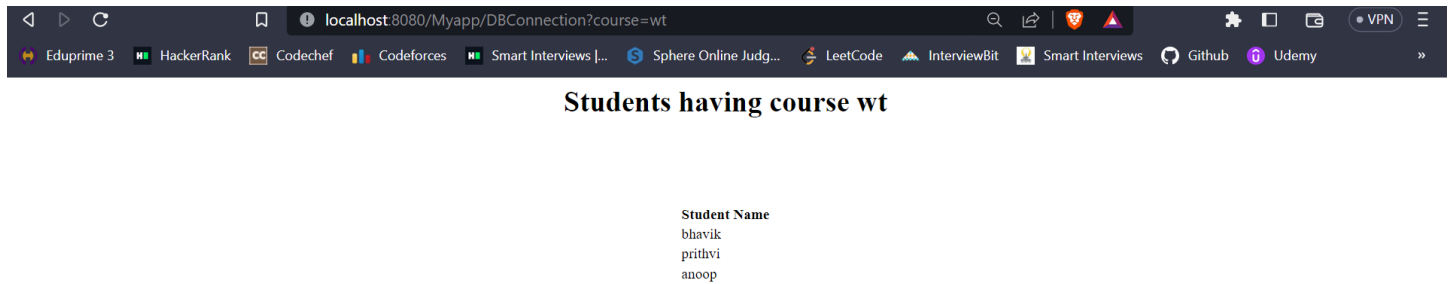 localhost:8080/Myapp/DBConnection?course=wt
VPN
Eduprime 3 HackerRank Codechef Codeforces Smart Interviews |... Sphere Online Judg... LeetCode InterviewBit Smart Interviews Github Udemy »
Students having course wt
Student Name
bhavik
prithvi
anoop